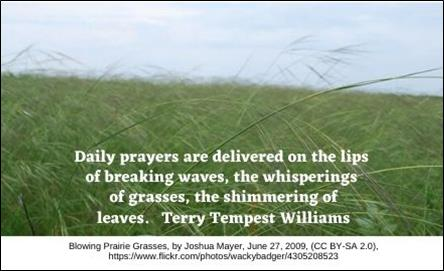 Daily prayers are delivered on the lips
of breaking waves, the whisperings
of grasses, the shimmering of
leaves.   Terry Tempest Williams
Blowing Prairie Grasses, by Joshua Mayer, June 27, 2009, (CC BY-SA 2.0),
https://www.flickr.com/photos/wackybadger/4305208523